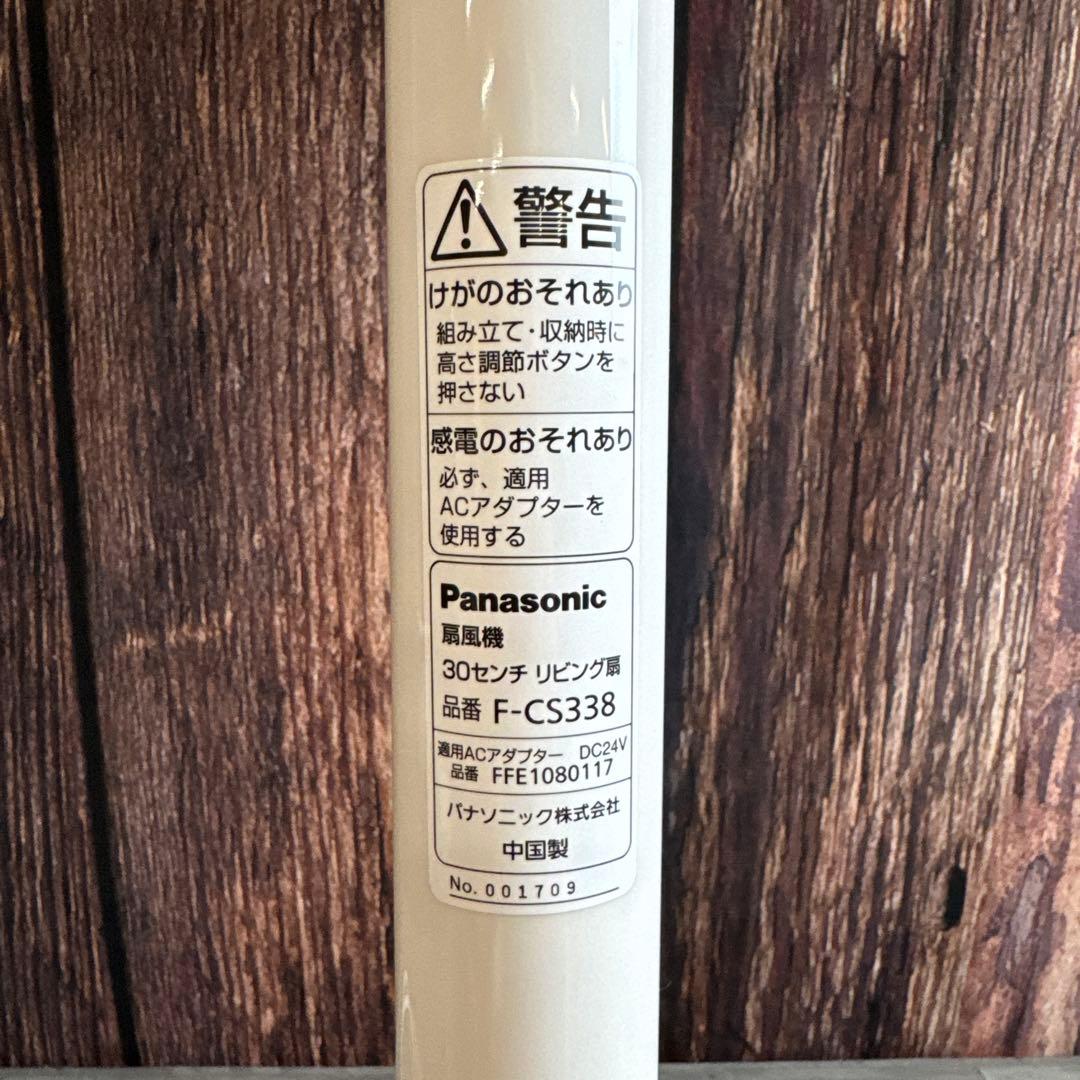 警告
けがのおそれあり
組み立て・収納時に
高さ調節ボタンを
押さない
感電のおそれあり
必ず、適用
ACアダプターを
使用する
Panasonic
扇風機
30センチ リビング扇
品番 F-CS338
適用ACアダプター DC24V
品番 FFE1080117
パナソニック株式会社
中国製
No. 001709